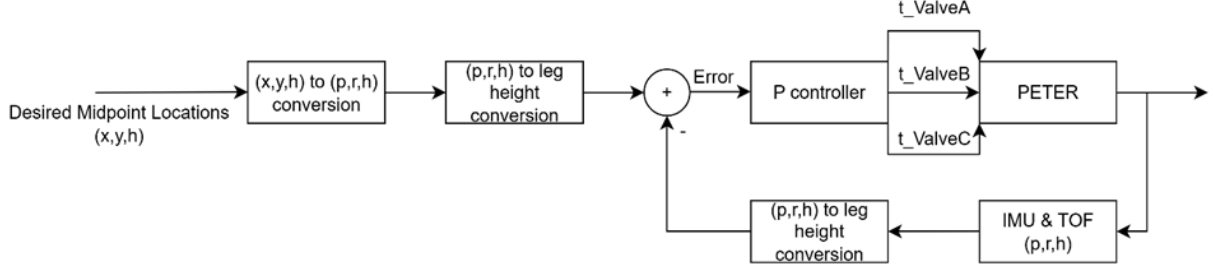 t_ValveA
(x,y,h) to (p,r,h)
conversion
(p,r,h) to leg
height
conversion
+
-
Error
P controller
t_ValveB
PETER
Desired Midpoint Locations
(x,y,h)
t_ValveC
(p,r,h) to leg
height
conversion
IMU & TOF
(p,r,h)